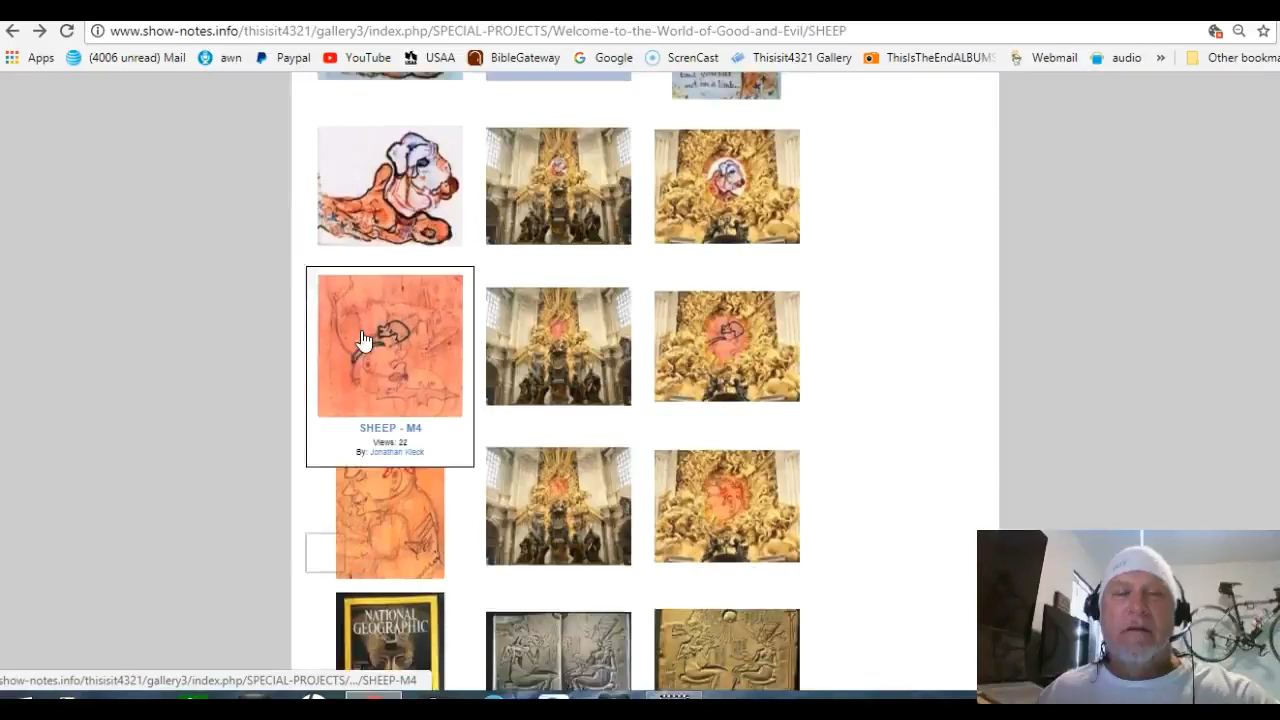 www.show-notes.info/thisisit4321/gallery3/index.php/SPECIAL-PROJECTS/Welcome-to-the-World-of-Good-and-Evil/SHEEP
Apps (4006 unread) Mail awn Paypal YouTube USAA BibleGateway Google ScrenCast Thisisit4321 Gallery ThisIsTheEndALBUMS Webmail audio » Other bookma
SHEEP - M4
Views: 22
By: Jonathan Kleck
NATIONAL
GEOGRAPHIC
show-notes.info/thisisit4321/gallery3/index.php/SPECIAL-PROJECTS/.../SHEEP-M4